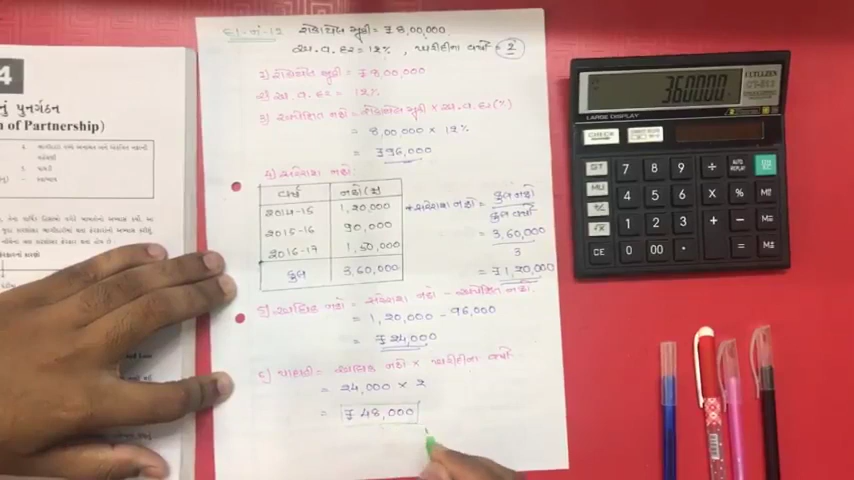 4
નું પુનર્ગઠન
n of Partnership)
દા.નં-12 રોકાયેલ મૂડી = ₹ 8,00,000
અ.વ.દર = 12% , ખરીદીના વર્ષો = 2
1) રોકાયેલ મૂડી = ₹ 8,00,000
2) અ.વ.દર = 12%
3) અપેક્ષિત નફો = રોકાયેલ મૂડી × અ.વ.દર (%)
= 8,00,000 × 12%
= ₹ 96,000
4) સરેરાશ નફો:
વર્ષ નફો (₹)
2014-15 1,20,000
2015-16 90,000
2016-17 1,50,000
કુલ 3,60,000
* સરેરાશ નફો = કુલ નફો
કુલ વર્ષો
= 3,60,000
3
= ₹ 1,20,000
5) અધિક નફો = સરેરાશ નફો - અપેક્ષિત નફો.
= 1,20,000 - 96,000
= ₹ 24,000
6) પાઘડી = અધિક નફો × ખરીદીના વર્ષો
= 24,000 × 2
= ₹ 48,000
360000.
LARGE DISPLAY
CHECK
GT 7 8 9 ÷
MU 4 5 6 × % ►
1 2 3 + − M=
CE 0 00 . = M=